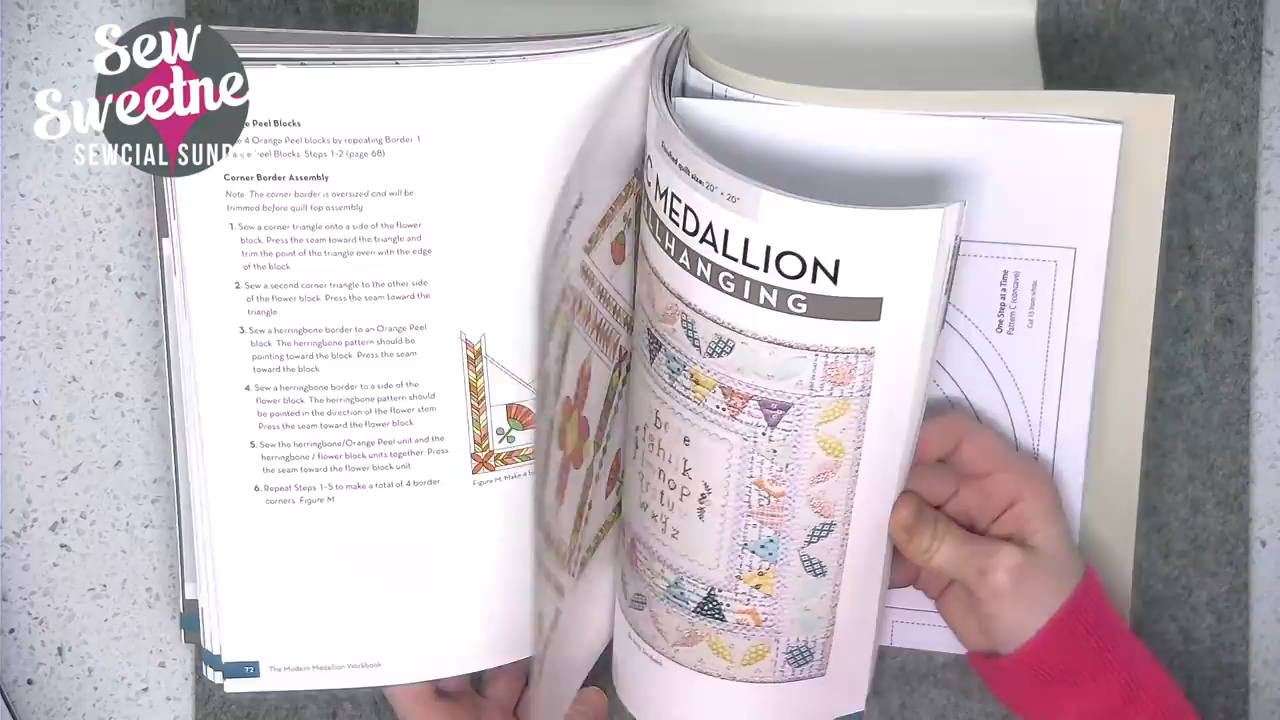 Sew
Sweetne
SEWCIAL SUND
Peel Blocks
4 Orange Peel blocks by repeating Border 1
Peel Blocks. Steps 1-2 (page 68)
Corner Border Assembly
Note: The corner border is oversized and will be
trimmed before quilt top assembly
1. Sew a corner triangle onto a side of the flower
block. Press the seam toward the triangle and
trim the point of the triangle even with the edge
of the block
2. Sew a second corner triangle to the other side
of the flower block. Press the seam toward the
triangle.
3. Sew a herringbone border to an Orange Peel
block. The herringbone pattern should be
pointing toward the block. Press the seam
toward the block.
4. Sew a herringbone border to a side of the
flower block. The herringbone pattern should
be pointed in the direction of the flower stem
Press the seam toward the flower block.
5. Sew the herringbone/Orange Peel unit and the
herringbone / flower block units together. Press
the seam toward the flower block unit
6. Repeat Steps 1-5 to make a total of 4 border
corners. Figure M
Figure M. Make a
72 The Modern Medallion Workbook
Finished quilt size: 20" × 20"
C MEDALLION
LHANGING
One Step at a Time
Pattern C (concave)
Cut 13 from white.